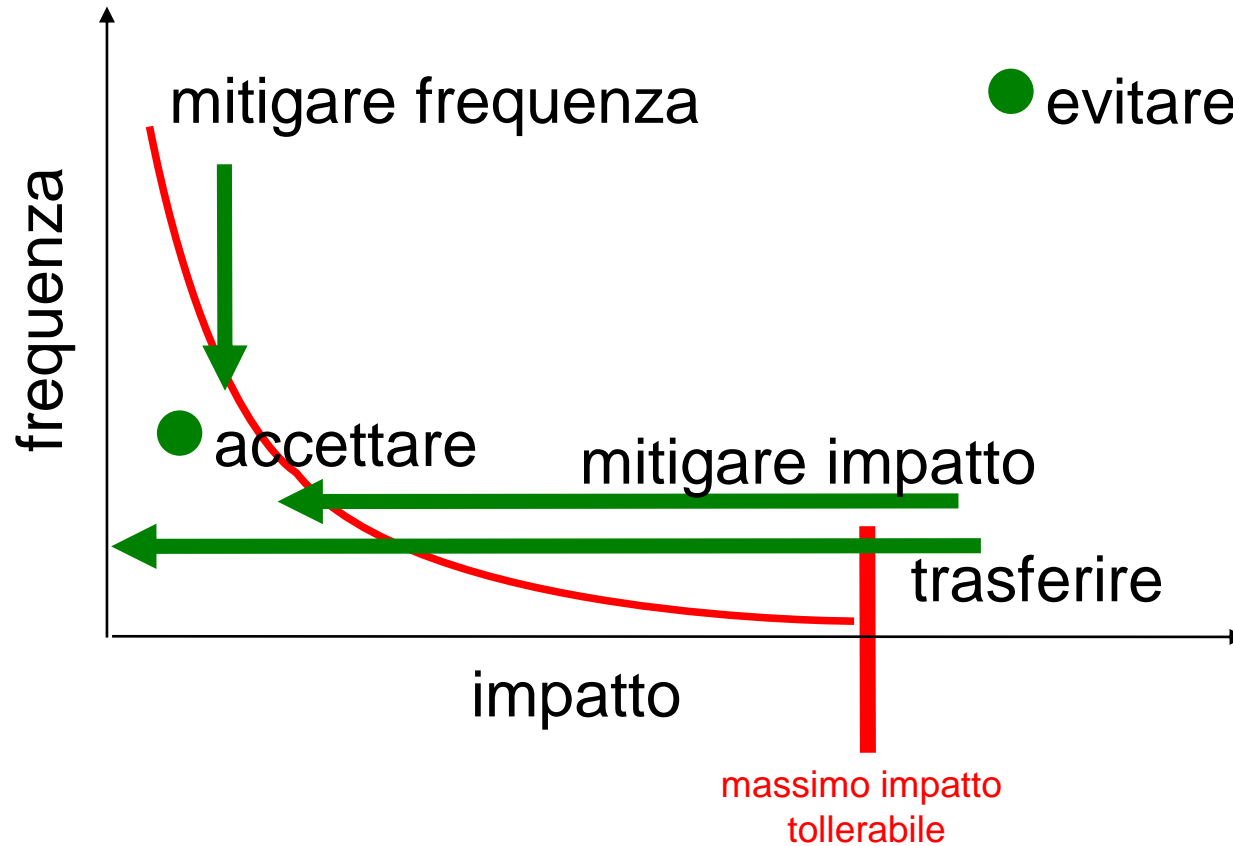 mitigare frequenza
evitare
frequenza
accettare
mitigare impatto
trasferire
impatto
massimo impatto
tollerabile